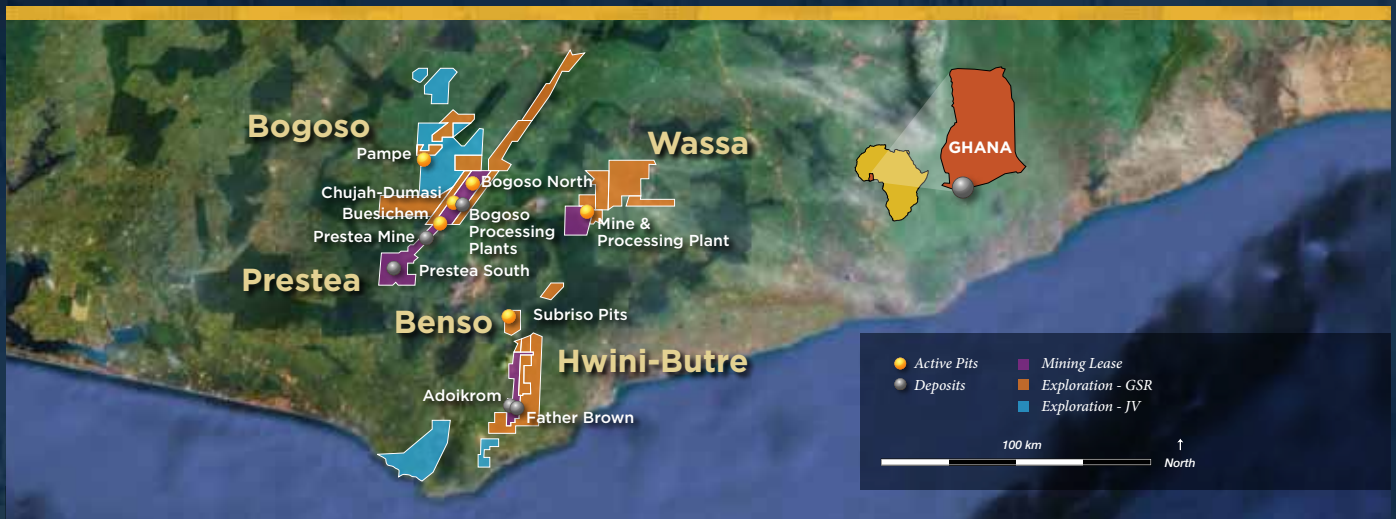 Bogoso
Pampe
Chujah-Dumasi
Buesichem
Prestea Mine
Prestea
Bogoso North
Bogoso
Processing
Plants
Prestea South
Wassa
Mine &
Processing Plant
Benso
Subriso Pits
Hwini-Butre
Adoikrom
Father Brown
GHANA
Active Pits
Deposits
Mining Lease
Exploration - GSR
Exploration - JV
100 km
↑
North